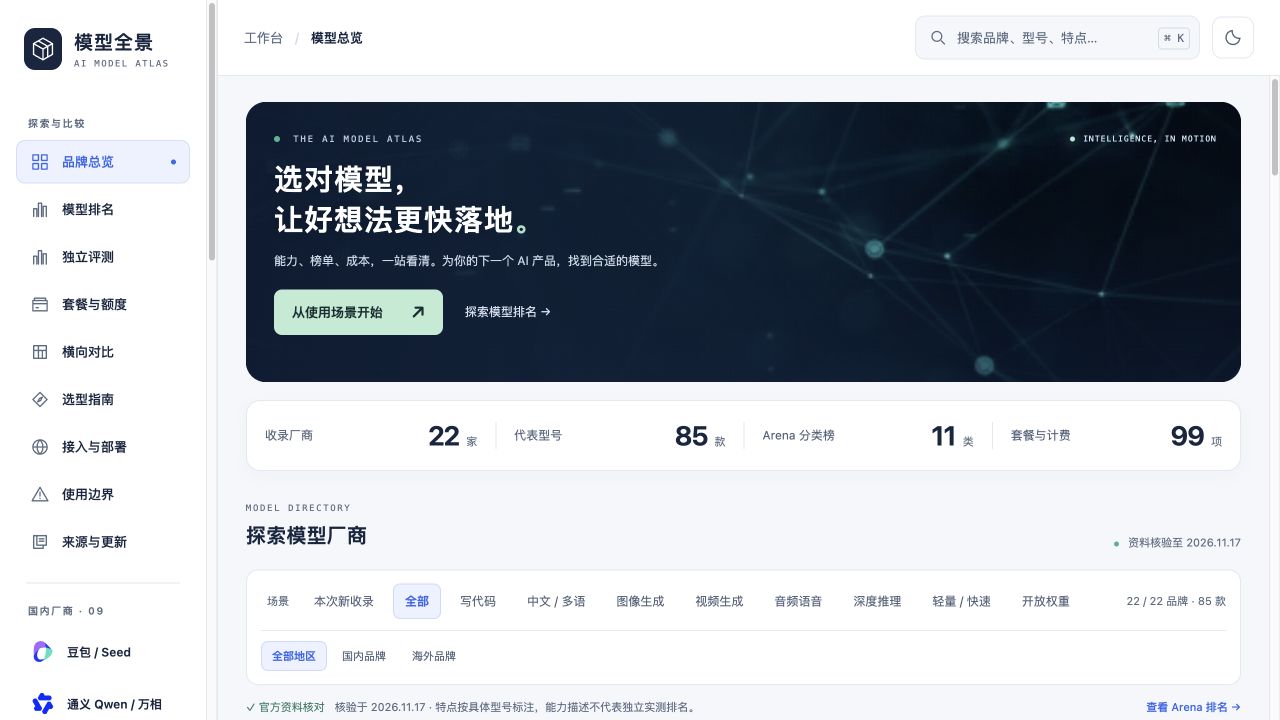 模型全景
AI MODEL ATLAS
探索与比较
品牌总览
模型排名
独立评测
套餐与额度
横向对比
选型指南
接入与部署
使用边界
来源与更新
国内厂商 · 09
豆包 / Seed
通义 Qwen / 万相
工作台 / 模型总览
搜索品牌、型号、特点... ⌘ K
THE AI MODEL ATLAS
INTELLIGENCE, IN MOTION
选对模型，
让好想法更快落地。
能力、榜单、成本，一站看清。为你的下一个 AI 产品，找到合适的模型。
从使用场景开始
探索模型排名 →
收录厂商 22 家
代表型号 85 款
Arena 分类榜 11 类
套餐与计费 99 项
MODEL DIRECTORY
探索模型厂商
资料核验至 2026.11.17
场景 本次新收录 全部 写代码 中文 / 多语 图像生成 视频生成 音频语音 深度推理 轻量 / 快速 开放权重 22 / 22 品牌 · 85 款
全部地区 国内品牌 海外品牌
✓ 官方资料核对 核验于 2026.11.17 · 特点按具体型号标注，能力描述不代表独立实测排名。 查看 Arena 排名 →